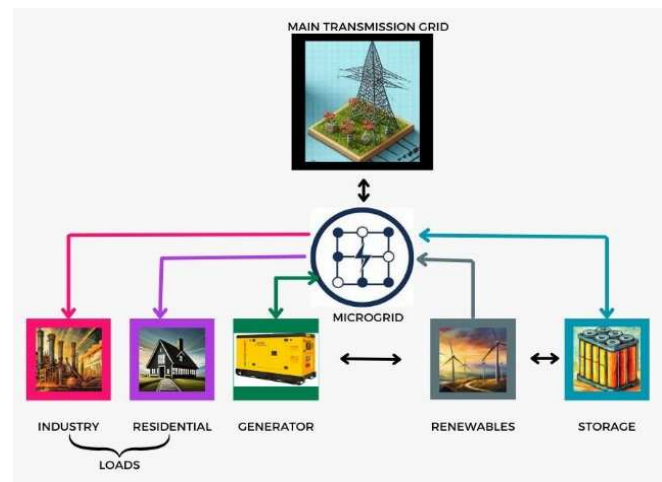 MAIN TRANSMISSION GRID
MICROGRID
INDUSTRY
RESIDENTIAL
GENERATOR
RENEWABLES
STORAGE
LOADS